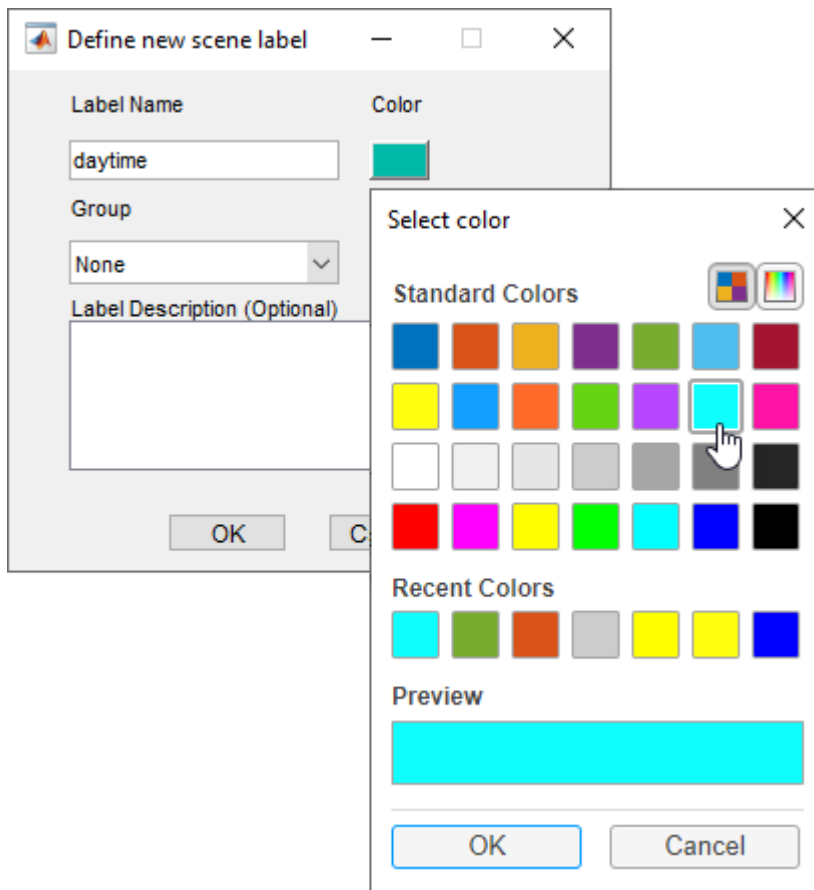 Define new scene label
Label Name
Color
daytime
Group
None
Label Description (Optional)
OK
Select color
Standard Colors
Recent Colors
Preview
OK
Cancel